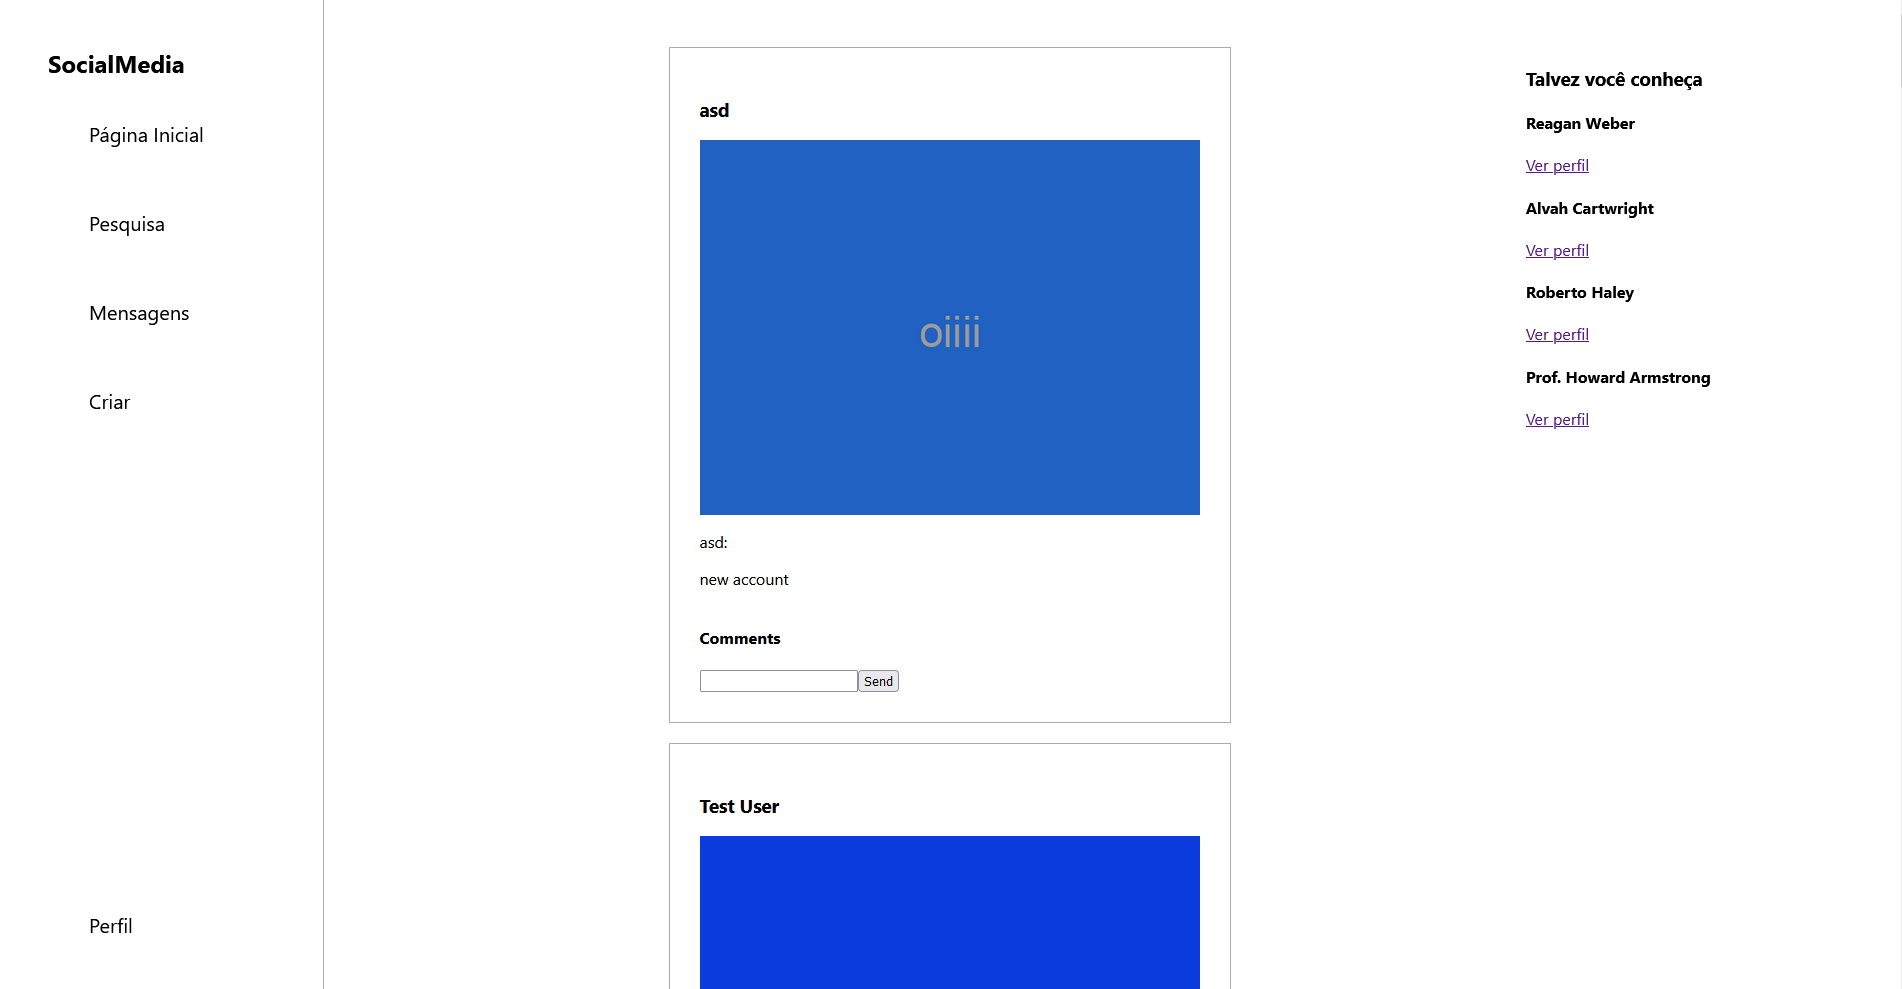 SocialMedia
Página Inicial
Pesquisa
Mensagens
Criar
Perfil
asd
oiiii
asd:
new account
Comments
Send
Test User
Talvez você conheça
Reagan Weber
Ver perfil
Alvah Cartwright
Ver perfil
Roberto Haley
Ver perfil
Prof. Howard Armstrong
Ver perfil